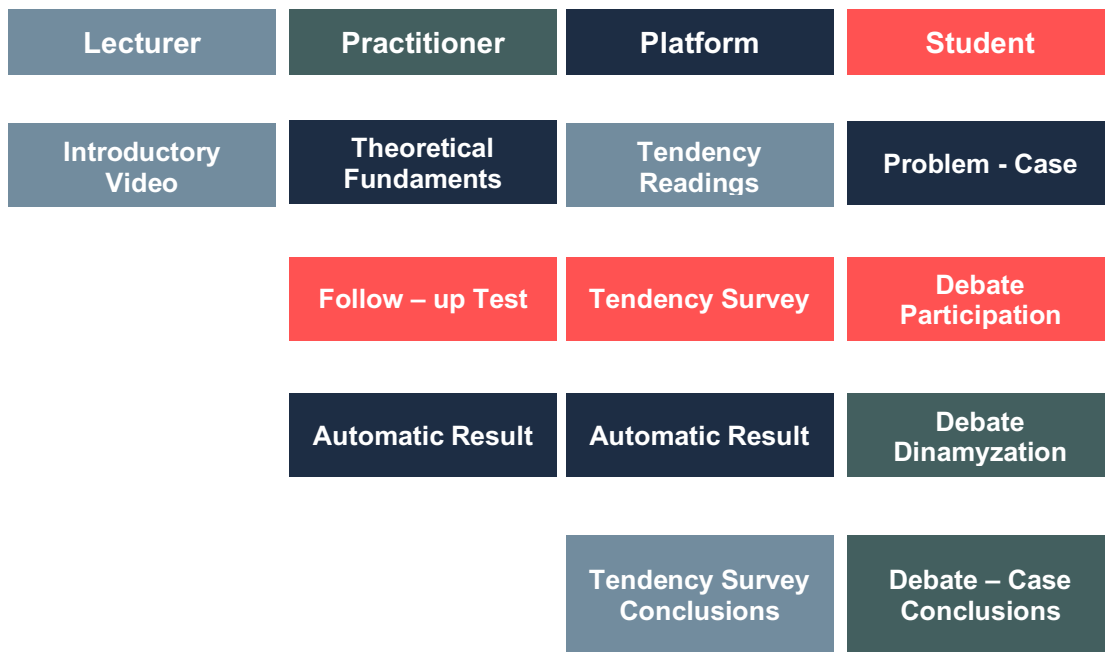 Lecturer
Practitioner
Platform
Student
Introductory
Video
Theoretical
Fundaments
Tendency
Readings
Problem - Case
Follow – up Test
Tendency Survey
Debate
Participation
Automatic Result
Automatic Result
Debate
Dinamyzation
Tendency Survey
Conclusions
Debate – Case
Conclusions